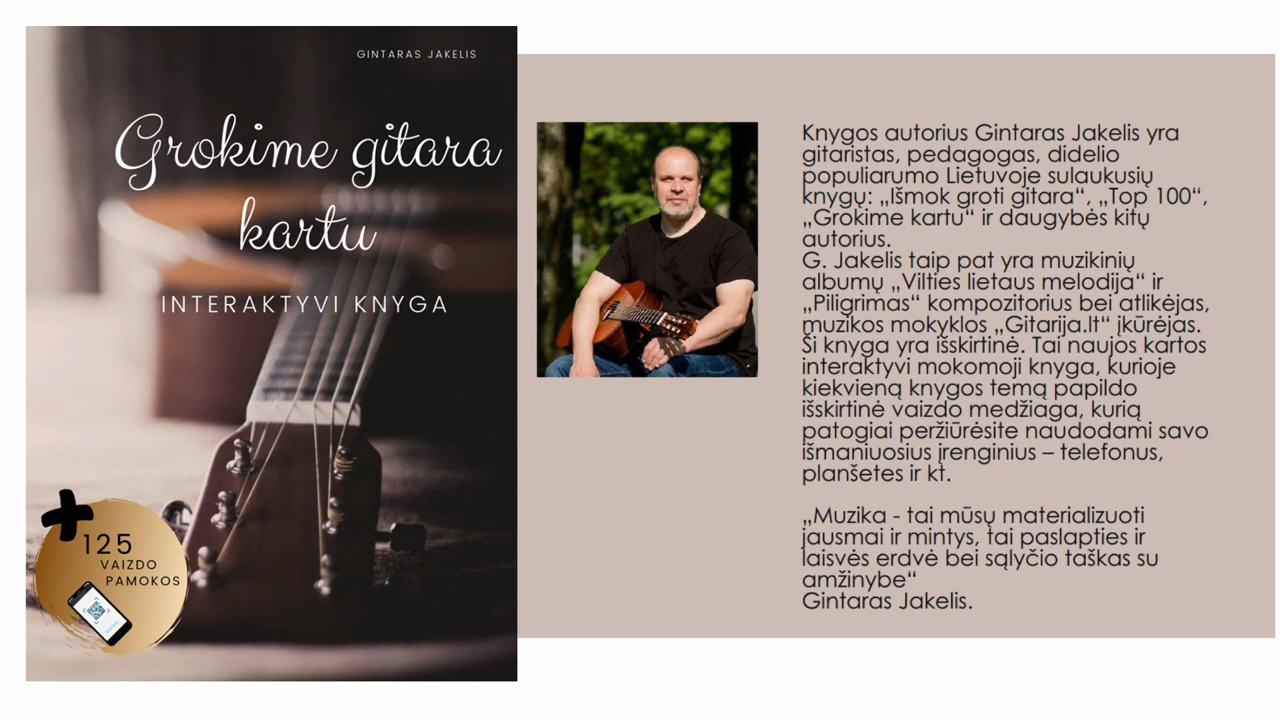 GINTARAS JAKELIS
Grokime gitara
kartu
INTERAKTYVI KNYGA
125
VAIZDO
PAMOKOS
Knygos autorius Gintaras Jakelis yra
gitaristas, pedagogas, didelio
populiarumo Lietuvoje sulaukusių
knygų: „Išmok groti gitara“, „Top 100“,
„Grokime kartu“ ir daugybės kitų
autorius.
G. Jakelis taip pat yra muzikinių
albumų „Vilties lietaus melodija“ ir
„Piligrimas“ kompozitorius bei atlikėjas,
muzikos mokyklos „Gitarija.lt“ įkūrėjas.
Ši knyga yra išskirtinė. Tai naujos kartos
interaktyvi mokomoji knyga, kurioje
kiekvieną knygos temą papildo
išskirtinė vaizdo medžiaga, kurią
patogiai peržiūrėsite naudodami savo
išmaniuosius įrenginius – telefonus,
planšetes ir kt.
„Muzika - tai mūsų materializuoti
jausmai ir mintys, tai paslapties ir
laisvės erdvė bei sąlyčio taškas su
amžinybe“
Gintaras Jakelis.